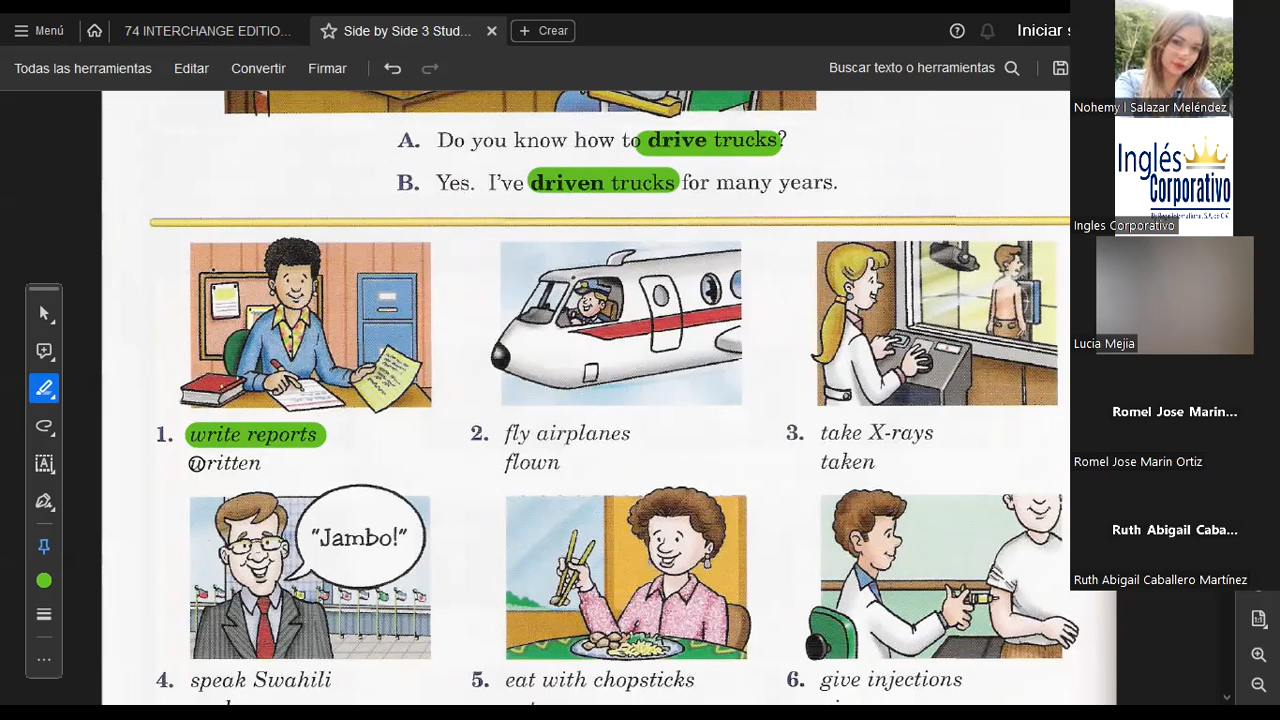 Menú
74 INTERCHANGE EDITIO...
Side by Side 3 Stud...
Crear
Iniciar
Todas las herramientas
Editar
Convertir
Firmar
Buscar texto o herramientas
A. Do you know how to drive trucks?
B. Yes. I've driven trucks for many years.
1. write reports
written
2. fly airplanes
flown
3. take X-rays
taken
"Jambo!"
4. speak Swahili
5. eat with chopsticks
6. give injections
Nohemy I Salazar Meléndez
Inglés
Corporativo
Ingles Corporativo
Lucia Mejia
Romel Jose Marin...
Romel Jose Marin Ortiz
Ruth Abigail Caba...
Ruth Abigail Caballero Martínez